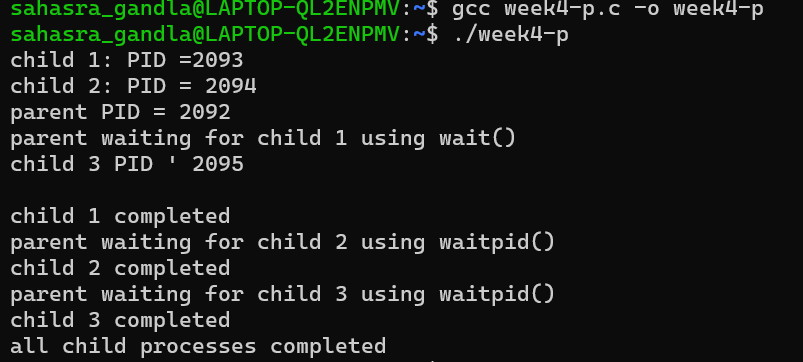 sahasra_gandla@LAPTOP-QL2ENPMV:~$ gcc week4-p.c -o week4-p
sahasra_gandla@LAPTOP-QL2ENPMV:~$ ./week4-p
child 1: PID =2093
child 2: PID = 2094
parent PID = 2092
parent waiting for child 1 using wait()
child 3 PID ' 2095

child 1 completed
parent waiting for child 2 using waitpid()
child 2 completed
parent waiting for child 3 using waitpid()
child 3 completed
all child processes completed